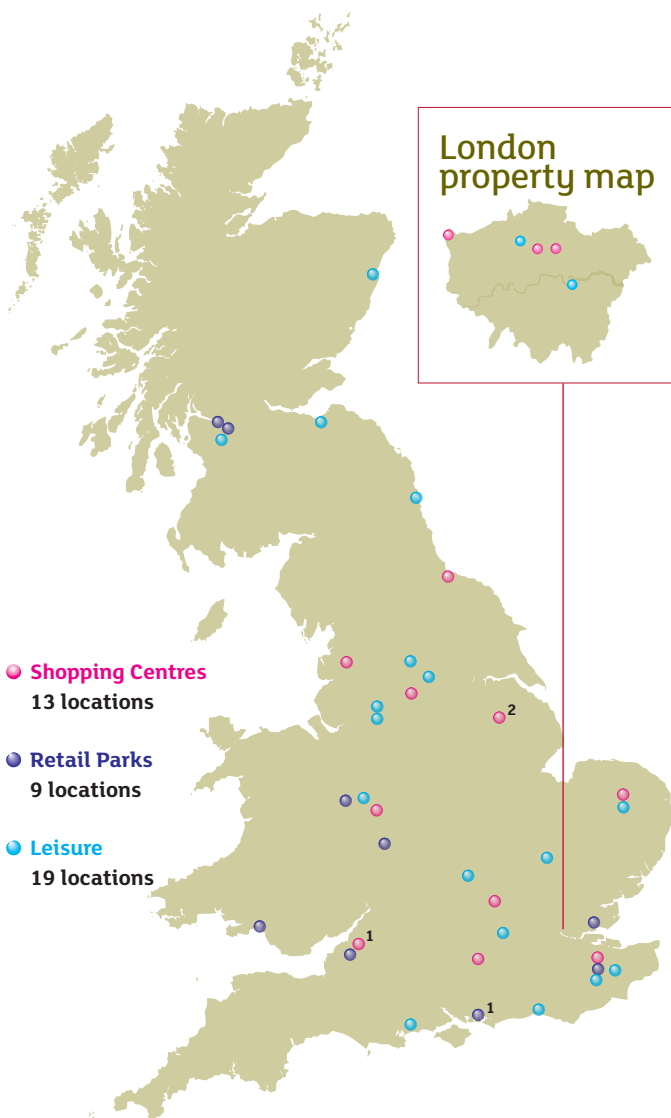 London
property map
Shopping Centres
13 locations
2
Retail Parks
9 locations
Leisure
19 locations
1
1